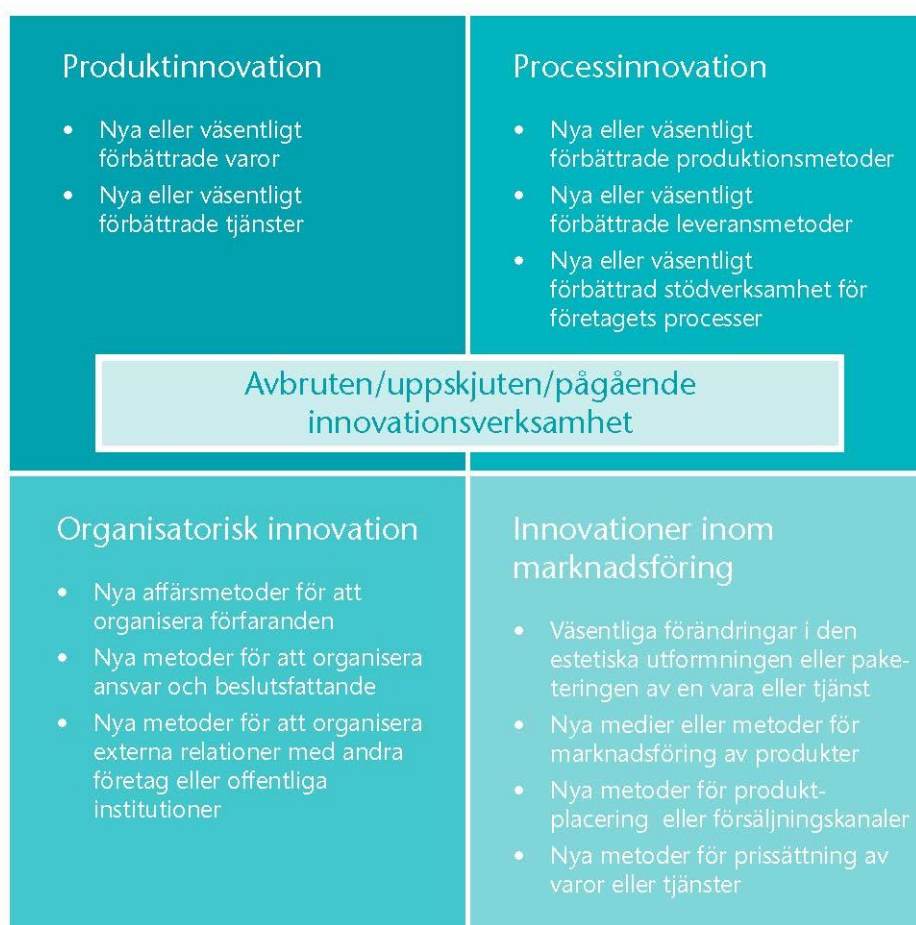 Produktinnovation
• Nya eller väsentligt
förbättrade varor
• Nya eller väsentligt
förbättrade tjänster
Processinnovation
• Nya eller väsentligt
förbättrade produktionsmetoder
• Nya eller väsentligt
förbättrade leveransmetoder
• Nya eller väsentligt
förbättrad stödverksamhet för
företagets processer
Avbruten/uppskjuten/pågående
innovationsverksamhet
Organisatorisk innovation
• Nya affärsmetoder för att
organisera förfaranden
• Nya metoder för att organisera
ansvar och beslutsfattande
• Nya metoder för att organisera
externa relationer med andra
företag eller offentliga
institutioner
Innovationer inom
marknadsföring
• Väsentliga förändringar i den
estetiska utformningen eller pake-
teringen av en vara eller tjänst
• Nya medier eller metoder för
marknadsföring av produkter
• Nya metoder för produkt-
placering eller försäljningskanaler
• Nya metoder för prissättning av
varor eller tjänster